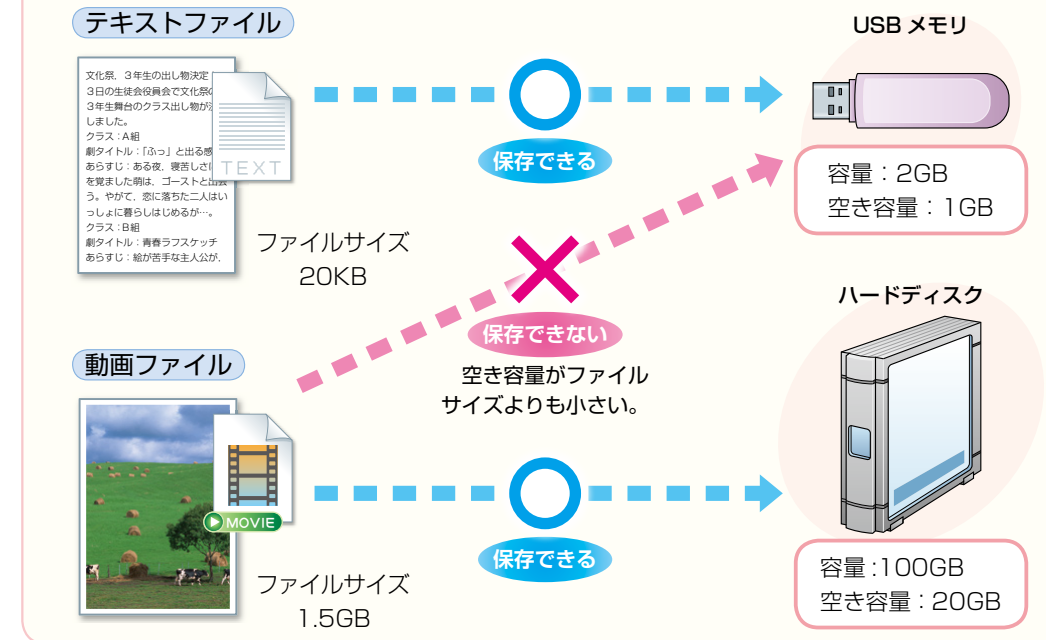 テキストファイル
文化祭,3年生の出し物決定
3日の生徒会役員会で文化祭の
3年生舞台のクラス出し物が決
しました。
クラス:A組
劇タイトル:「ふっ」と出る感
あらすじ:ある夜,寝苦しさに
を覚ました明は,ゴーストと出会
う。やがて,恋に落ちた二人はい
っしょに暮らしはじめるが…。
クラス:B組
劇タイトル:青春ラフスケッチ
あらすじ:絵が苦手な主人公が,
TEXT
ファイルサイズ
20KB
保存できる
USB メモリ
容量:2GB
空き容量:1GB
保存できない
空き容量がファイル
サイズよりも小さい。
動画ファイル
MOVIE
ファイルサイズ
1.5GB
保存できる
ハードディスク
容量:100GB
空き容量:20GB